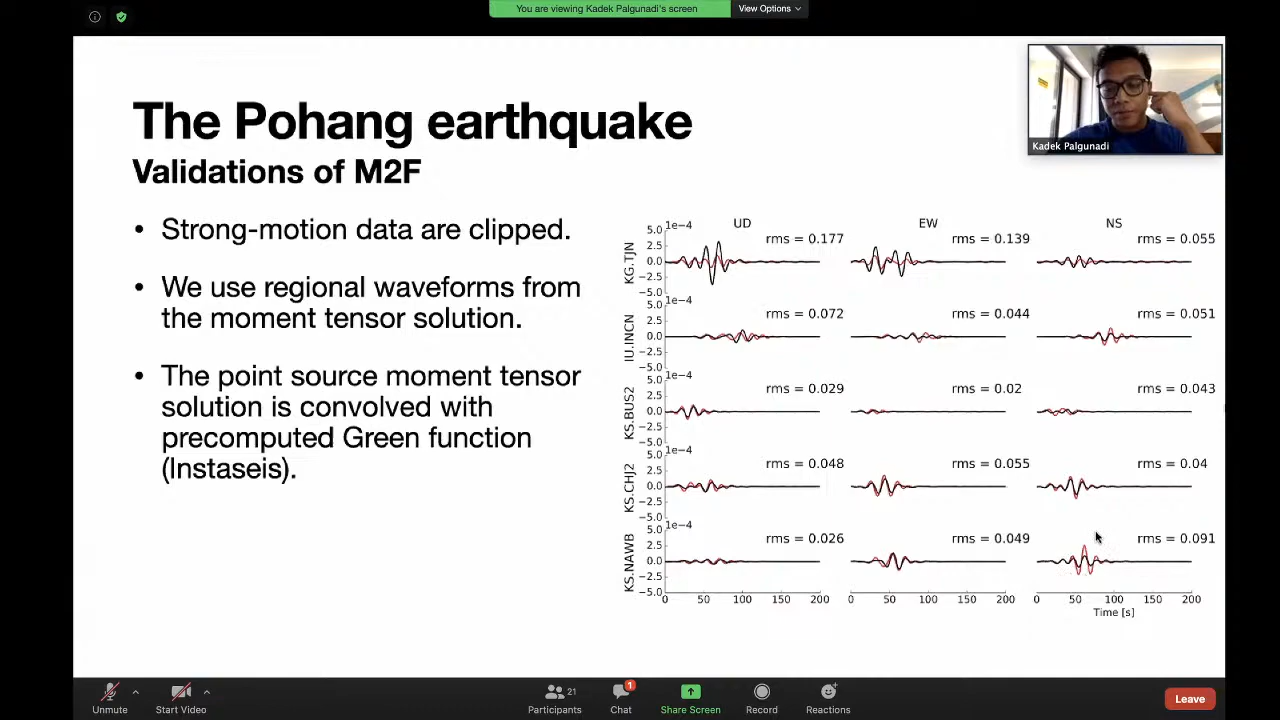 You are viewing Kadek Palgunadi's screen
View Options
The Pohang earthquake
Validations of M2F
Kadek Palgunadi
• Strong-motion data are clipped.
• We use regional waveforms from
the moment tensor solution.
• The point source moment tensor
solution is convolved with
precomputed Green function
(Instaseis).
UD EW NS
1e−4
5.0
2.5
0.0
−2.5
−5.0
KG.TJN
rms = 0.177 rms = 0.139 rms = 0.055
1e−4
5.0
2.5
0.0
−2.5
−5.0
IU.INCN
rms = 0.072 rms = 0.044 rms = 0.051
1e−4
5.0
2.5
0.0
−2.5
−5.0
KS.BUS2
rms = 0.029 rms = 0.02 rms = 0.043
1e−4
5.0
2.5
0.0
−2.5
−5.0
KS.CHJ2
rms = 0.048 rms = 0.055 rms = 0.04
1e−4
5.0
2.5
0.0
−2.5
−5.0
KS.NAWB
rms = 0.026 rms = 0.049 rms = 0.091
0 50 100 150 200 0 50 100 150 200 0 50 100 150 200
Time [s]
Unmute
Start Video
21
Participants
1
Chat
Share Screen
Record
Reactions
Leave